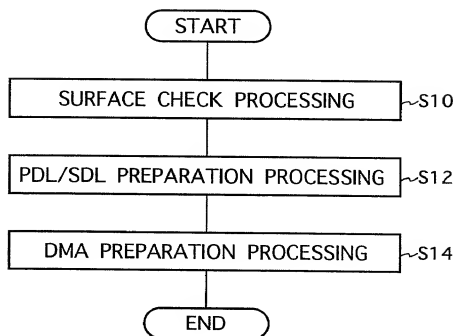 START
SURFACE CHECK PROCESSING S10
PDL/SDL PREPARATION PROCESSING S12
DMA PREPARATION PROCESSING S14
END